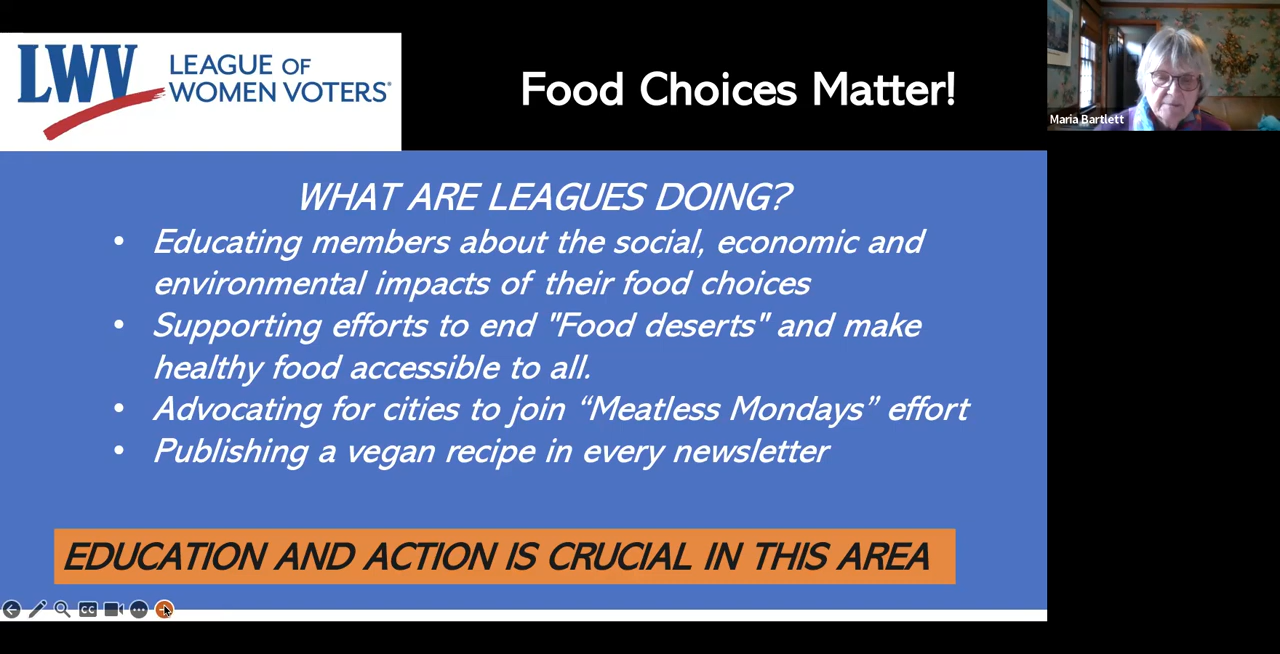 LWV
LEAGUE OF
WOMEN VOTERS®
Food Choices Matter!
Maria Bartlett
WHAT ARE LEAGUES DOING?
• Educating members about the social, economic and
environmental impacts of their food choices
• Supporting efforts to end "Food deserts" and make
healthy food accessible to all.
• Advocating for cities to join “Meatless Mondays” effort
• Publishing a vegan recipe in every newsletter
EDUCATION AND ACTION IS CRUCIAL IN THIS AREA
CC